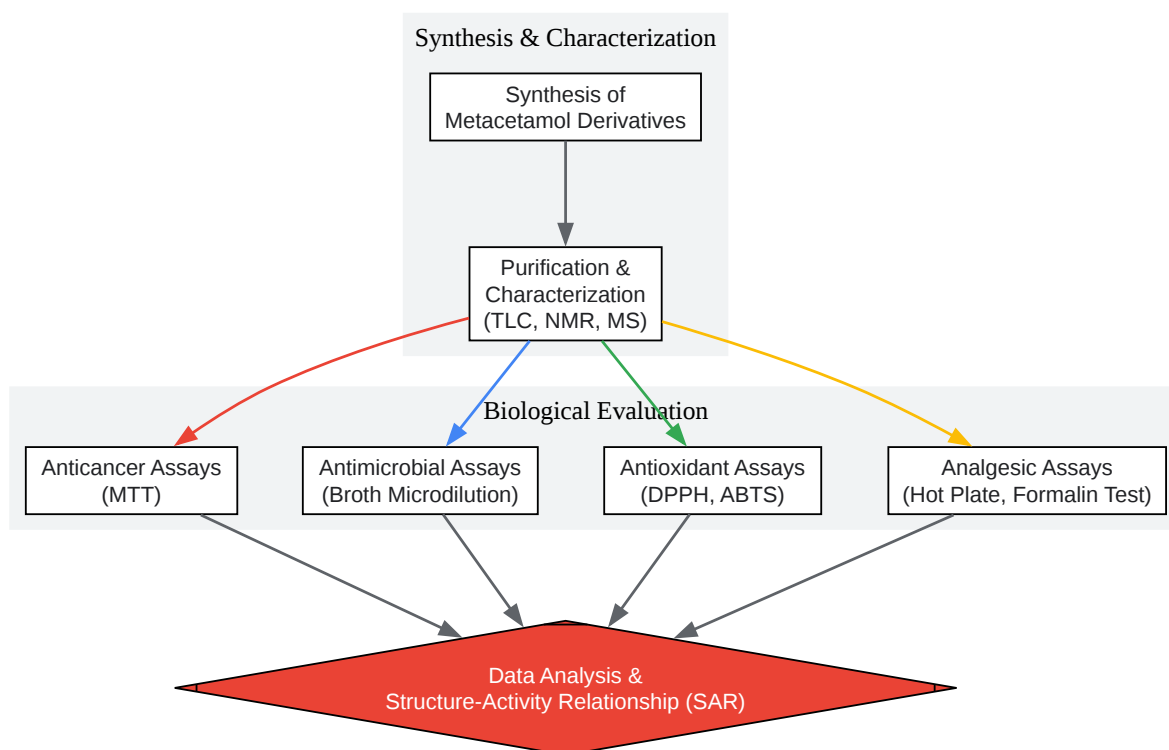 Synthesis & Characterization
Synthesis of
Metacetamol Derivatives
Purification &
Characterization
(TLC, NMR, MS)
Biological Evaluation
Anticancer Assays
(MTT)
Antimicrobial Assays
(Broth Microdilution)
Antioxidant Assays
(DPPH, ABTS)
Analgesic Assays
(Hot Plate, Formalin Test)
Data Analysis &
Structure-Activity Relationship (SAR)